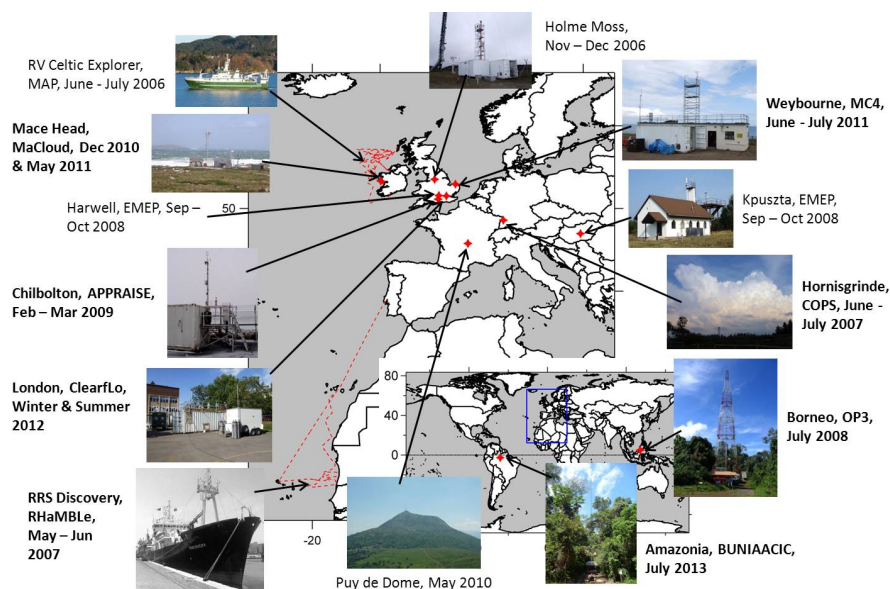 Holme Moss,
Nov – Dec 2006
RV Celtic Explorer,
MAP, June - July 2006
Weybourne, MC4,
June - July 2011
Mace Head,
MaCloud, Dec 2010
& May 2011
Harwell, EMEP, Sep –
Oct 2008
50
Kpuszta, EMEP,
Sep – Oct 2008
Chilbolton, APPRAISE,
Feb – Mar 2009
Hornisgrinde,
COPS, June -
July 2007
London, ClearfLo,
Winter & Summer
2012
80
40
0
Borneo, OP3,
July 2008
RRS Discovery,
RHaMBLe,
May – Jun
2007
-20
Puy de Dome, May 2010
Amazonia, BUNIAACIC,
July 2013